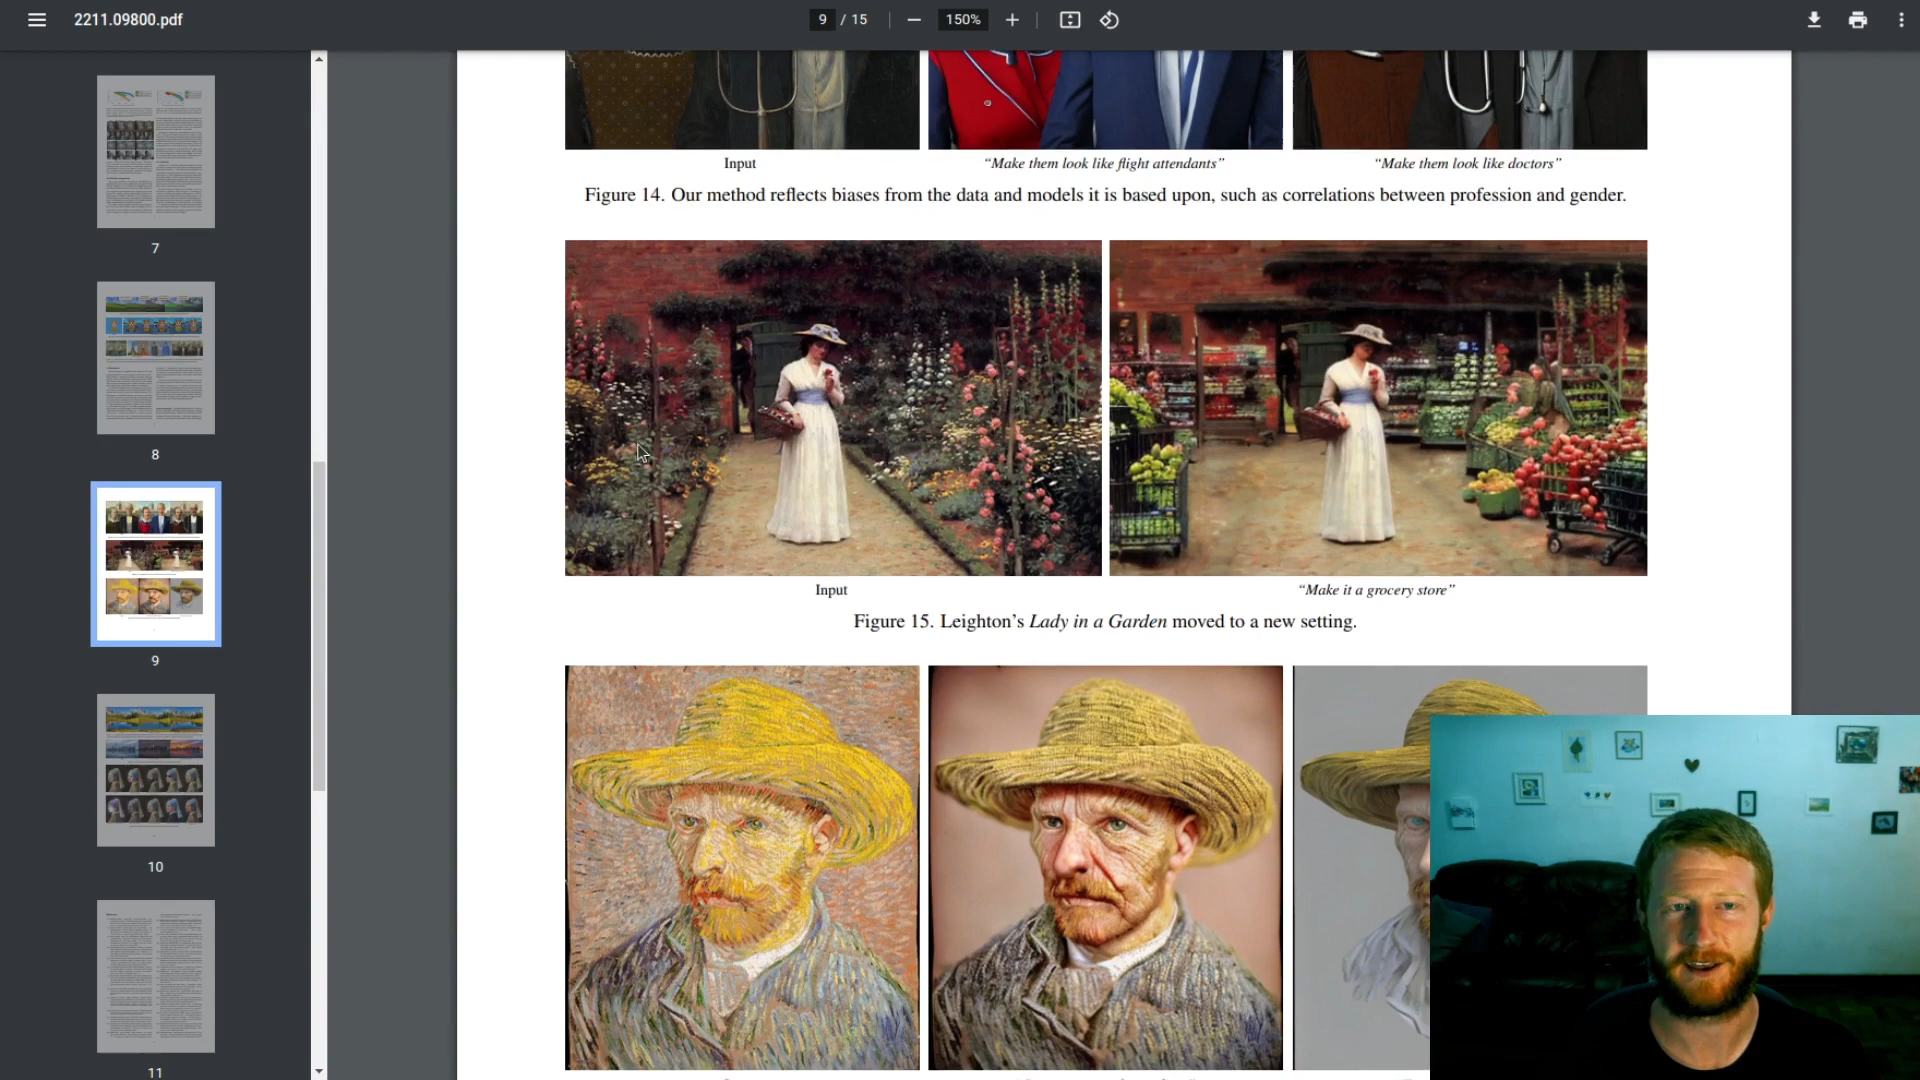 2211.09800.pdf
9 / 15
150%
7
8
9
10
11
Input
“Make them look like flight attendants”
“Make them look like doctors”
Figure 14. Our method reflects biases from the data and models it is based upon, such as correlations between profession and gender.
Input
“Make it a grocery store”
Figure 15. Leighton’s Lady in a Garden moved to a new setting.